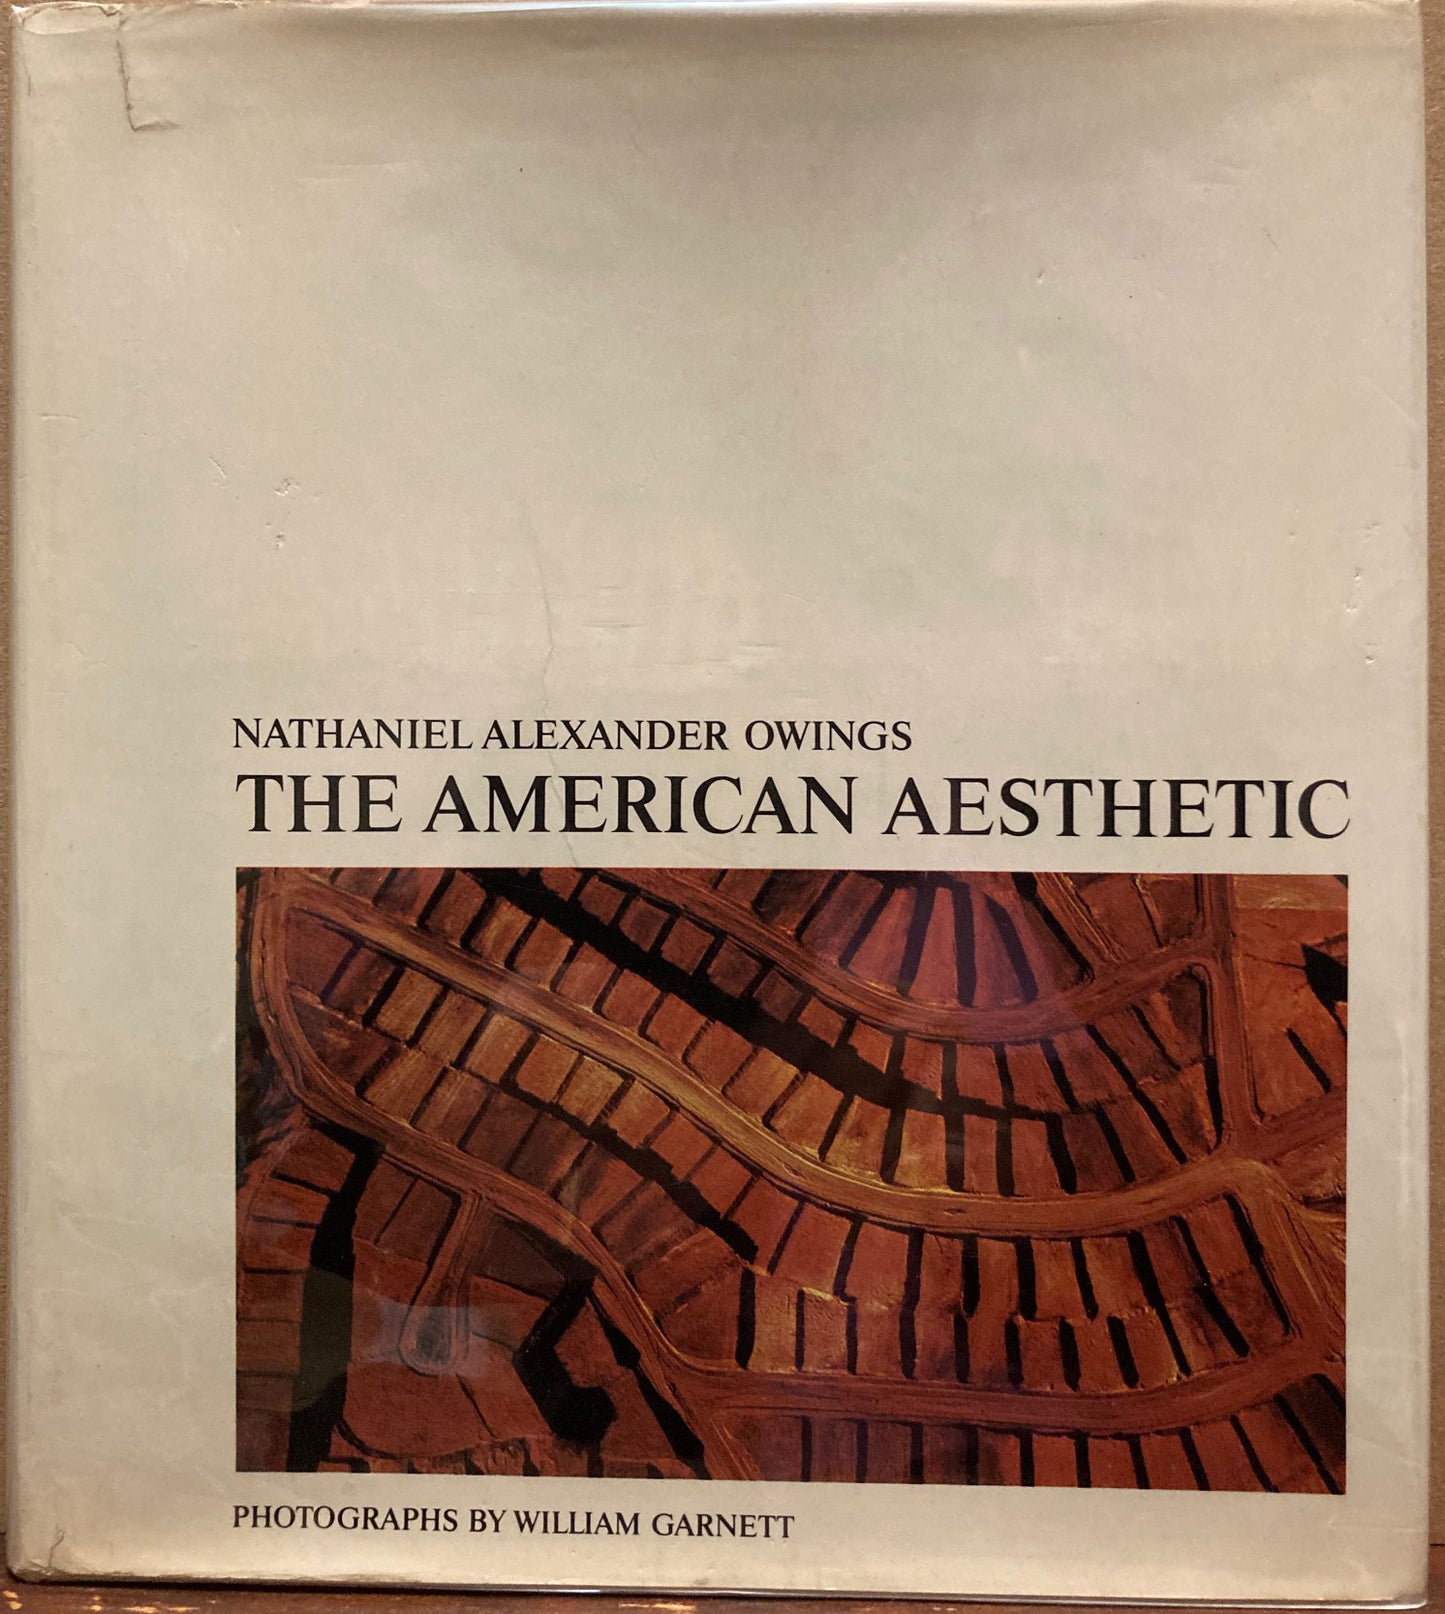 NATHANIEL ALEXANDER OWINGS
THE AMERICAN AESTHETIC
PHOTOGRAPHS BY WILLIAM GARNETT